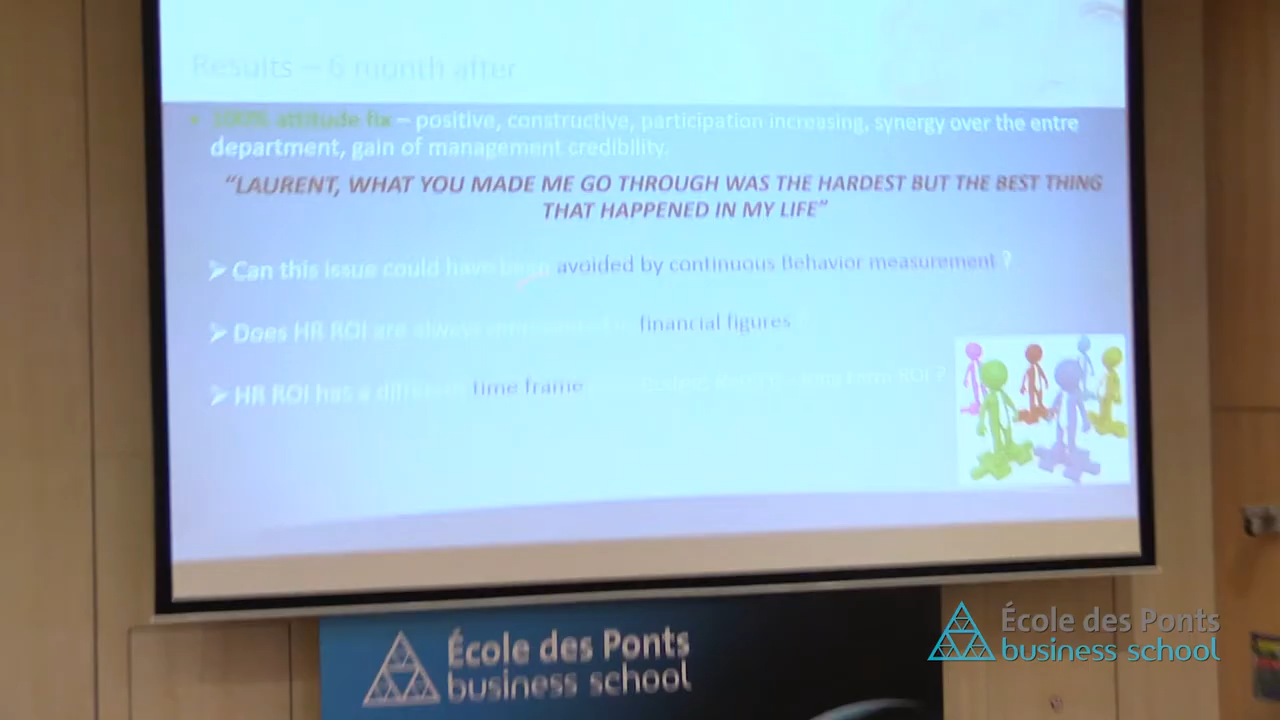 Results – 6 month after
• 100% attitude fix – positive, constructive, participation increasing, synergy over the entre
department, gain of management credibility.
“LAURENT, WHAT YOU MADE ME GO THROUGH WAS THE HARDEST BUT THE BEST THING
THAT HAPPENED IN MY LIFE”
➢ Can this issue could have been avoided by continuous Behavior measurement ?
➢ Does HR ROI are always financial figures
➢ HR ROI has a different time frame long term ROI ?
École des Ponts
business school
École des Ponts
business school